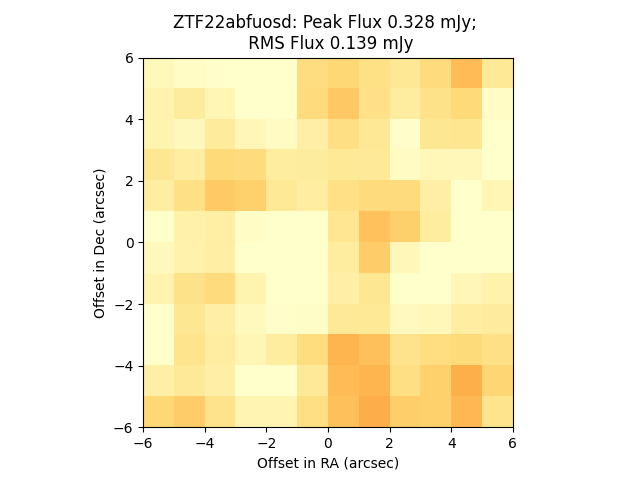 ZTF22abfuosd: Peak Flux 0.328 mJy;
RMS Flux 0.139 mJy
6
4
2
0
−2
−4
−6
Offset in Dec (arcsec)
−6 −4 −2 0 2 4 6
Offset in RA (arcsec)